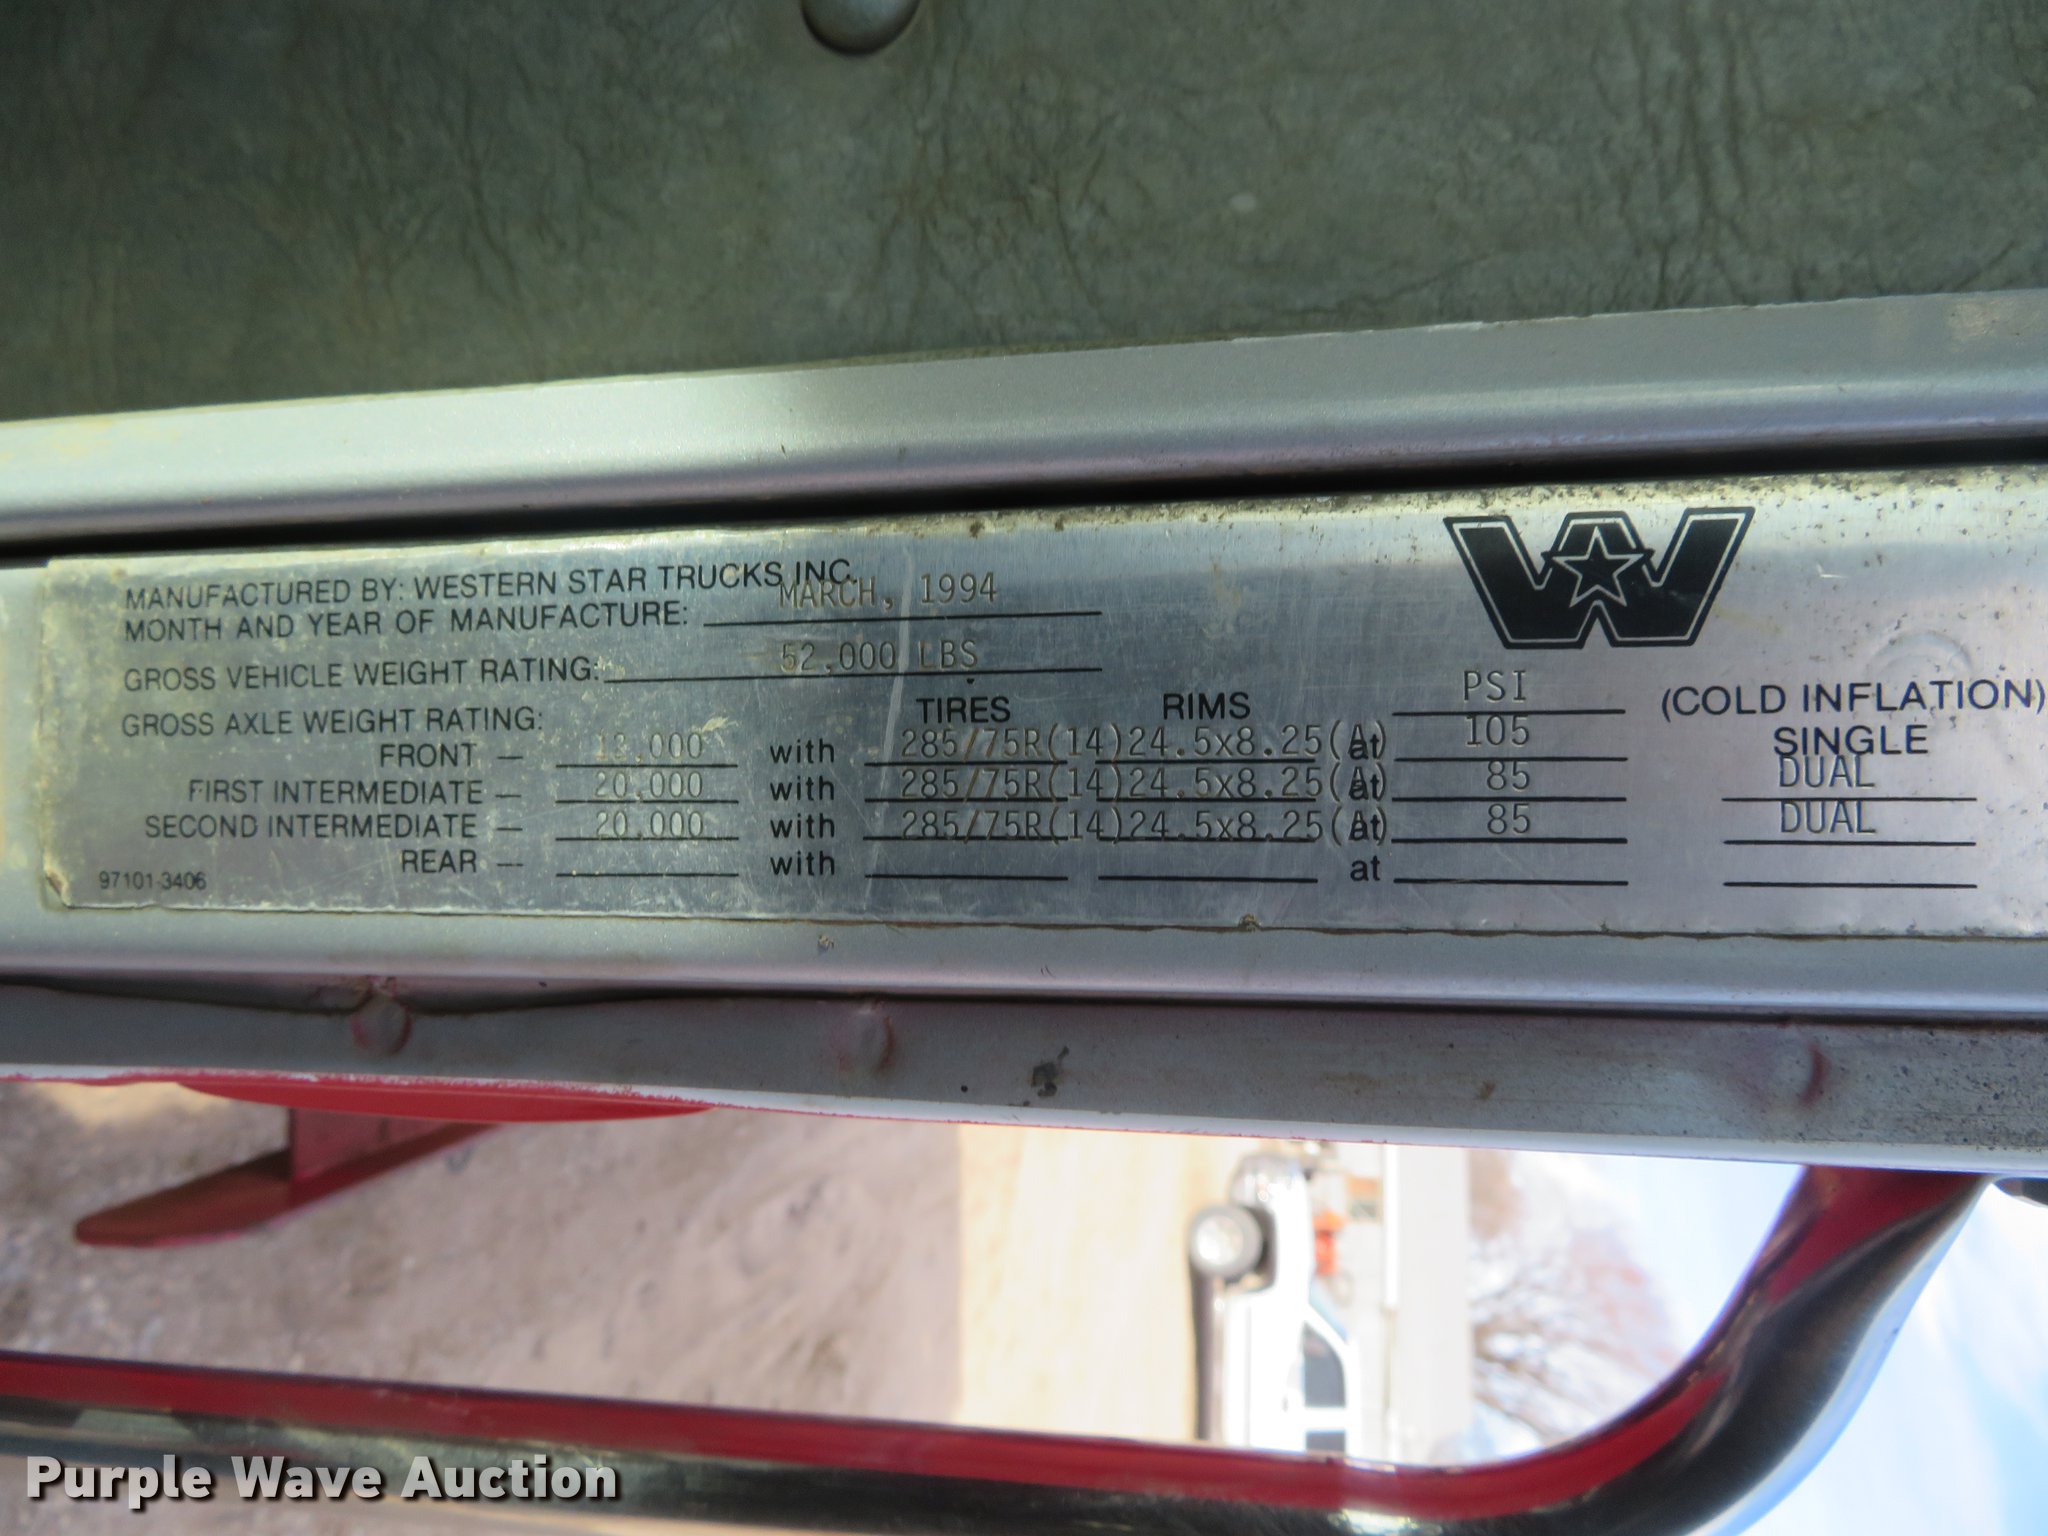 MANUFACTURED BY: WESTERN STAR TRUCKS INC.
MONTH AND YEAR OF MANUFACTURE: MARCH, 1994
GROSS VEHICLE WEIGHT RATING: 52,000 LBS
GROSS AXLE WEIGHT RATING: TIRES RIMS PSI (COLD INFLATION)
FRONT — with 285/75R(14)24.5x8.25(A) at 105 SINGLE
FIRST INTERMEDIATE — 20,000 with 285/75R(14)24.5x8.25(A) at 85 DUAL
SECOND INTERMEDIATE — 20,000 with 285/75R(14)24.5x8.25(A) at 85 DUAL
REAR — with at
97101-3406
Purple Wave Auction